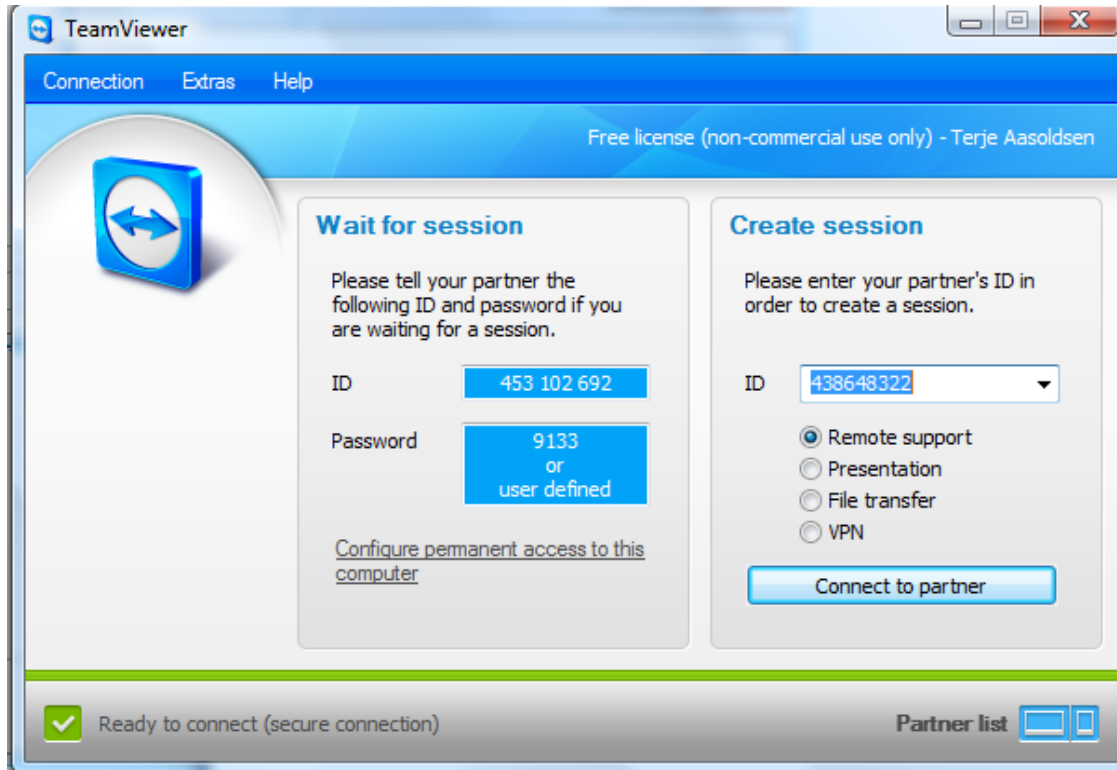 TeamViewer
Connection Extras Help
Free license (non-commercial use only) - Terje Aasoldsen
Wait for session
Please tell your partner the
following ID and password if you
are waiting for a session.
ID 453 102 692
Password 9133
or
user defined
Configure permanent access to this
computer
Create session
Please enter your partner's ID in
order to create a session.
ID 438648322
Remote support
Presentation
File transfer
VPN
Connect to partner
Ready to connect (secure connection)
Partner list